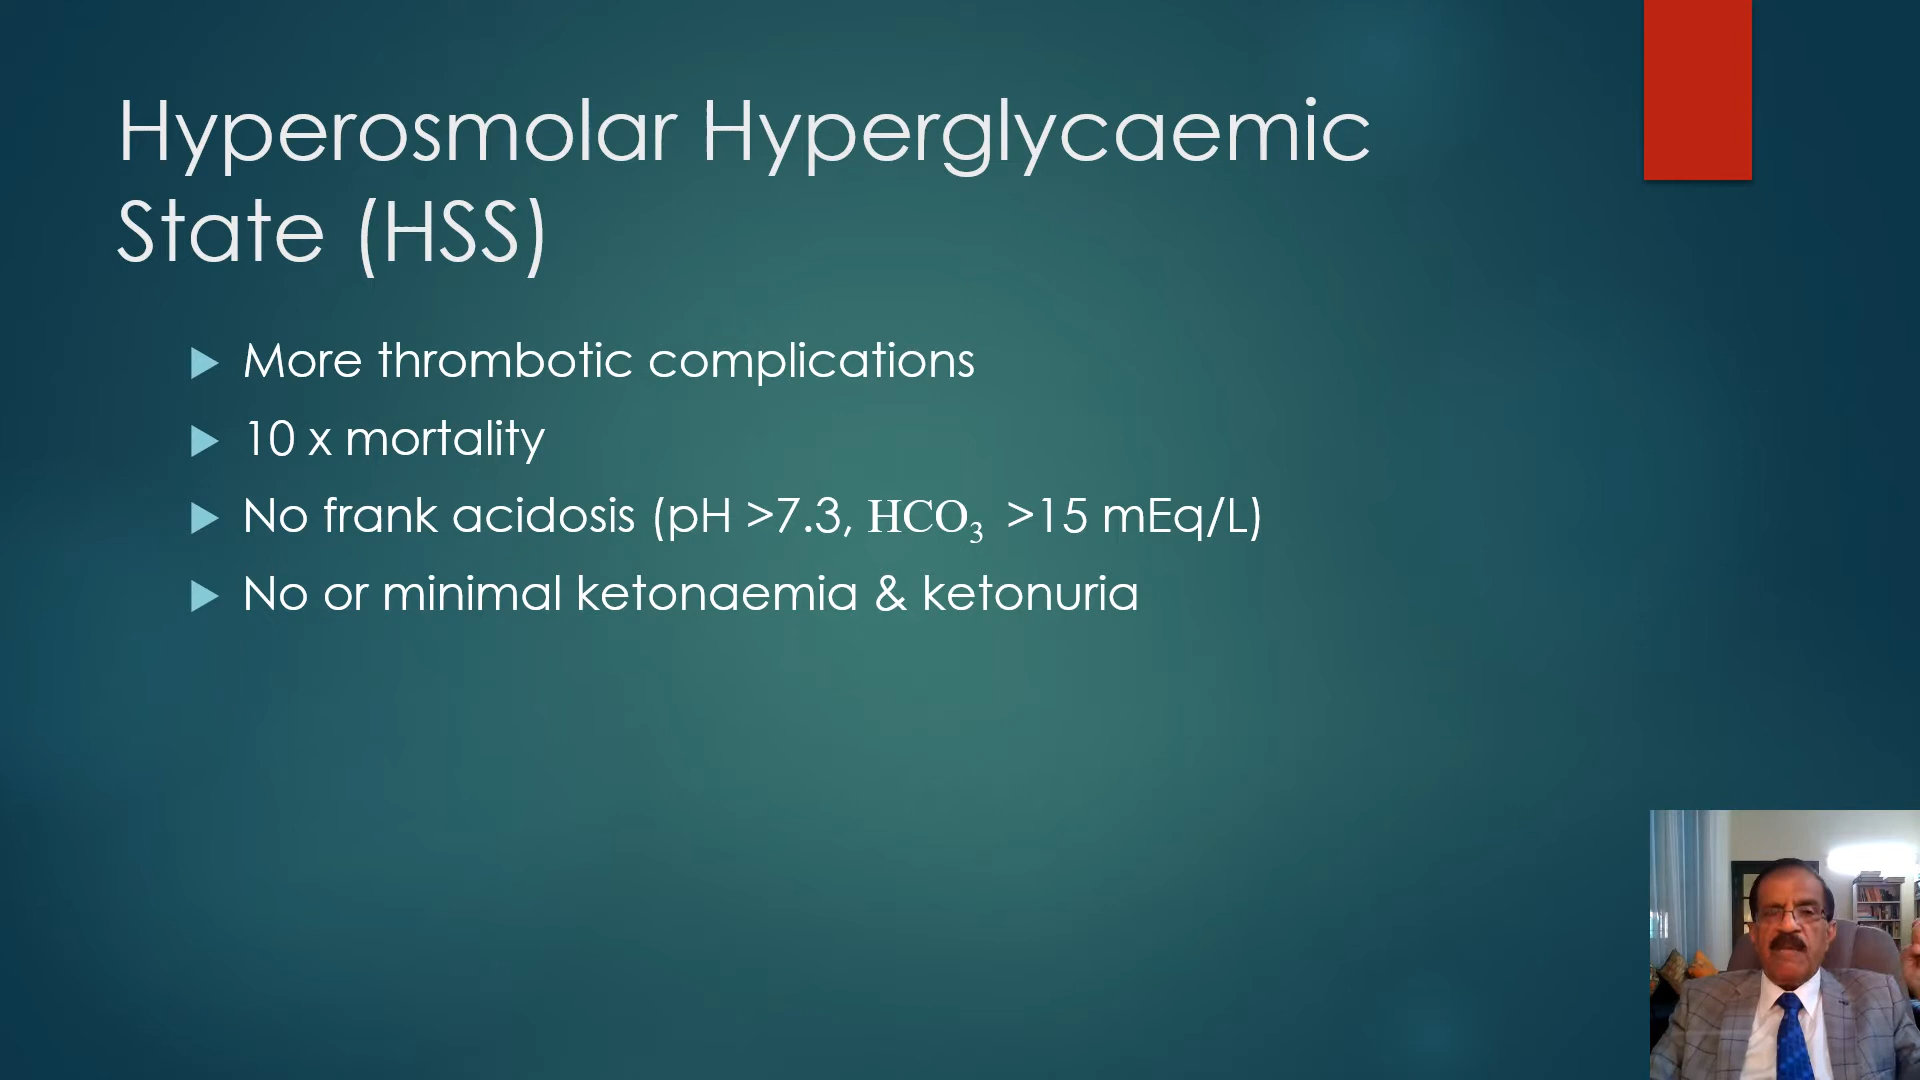 Hyperosmolar Hyperglycaemic
State (HSS)
More thrombotic complications
10 x mortality
No frank acidosis (pH >7.3, HCO₃ >15 mEq/L)
No or minimal ketonaemia & ketonuria